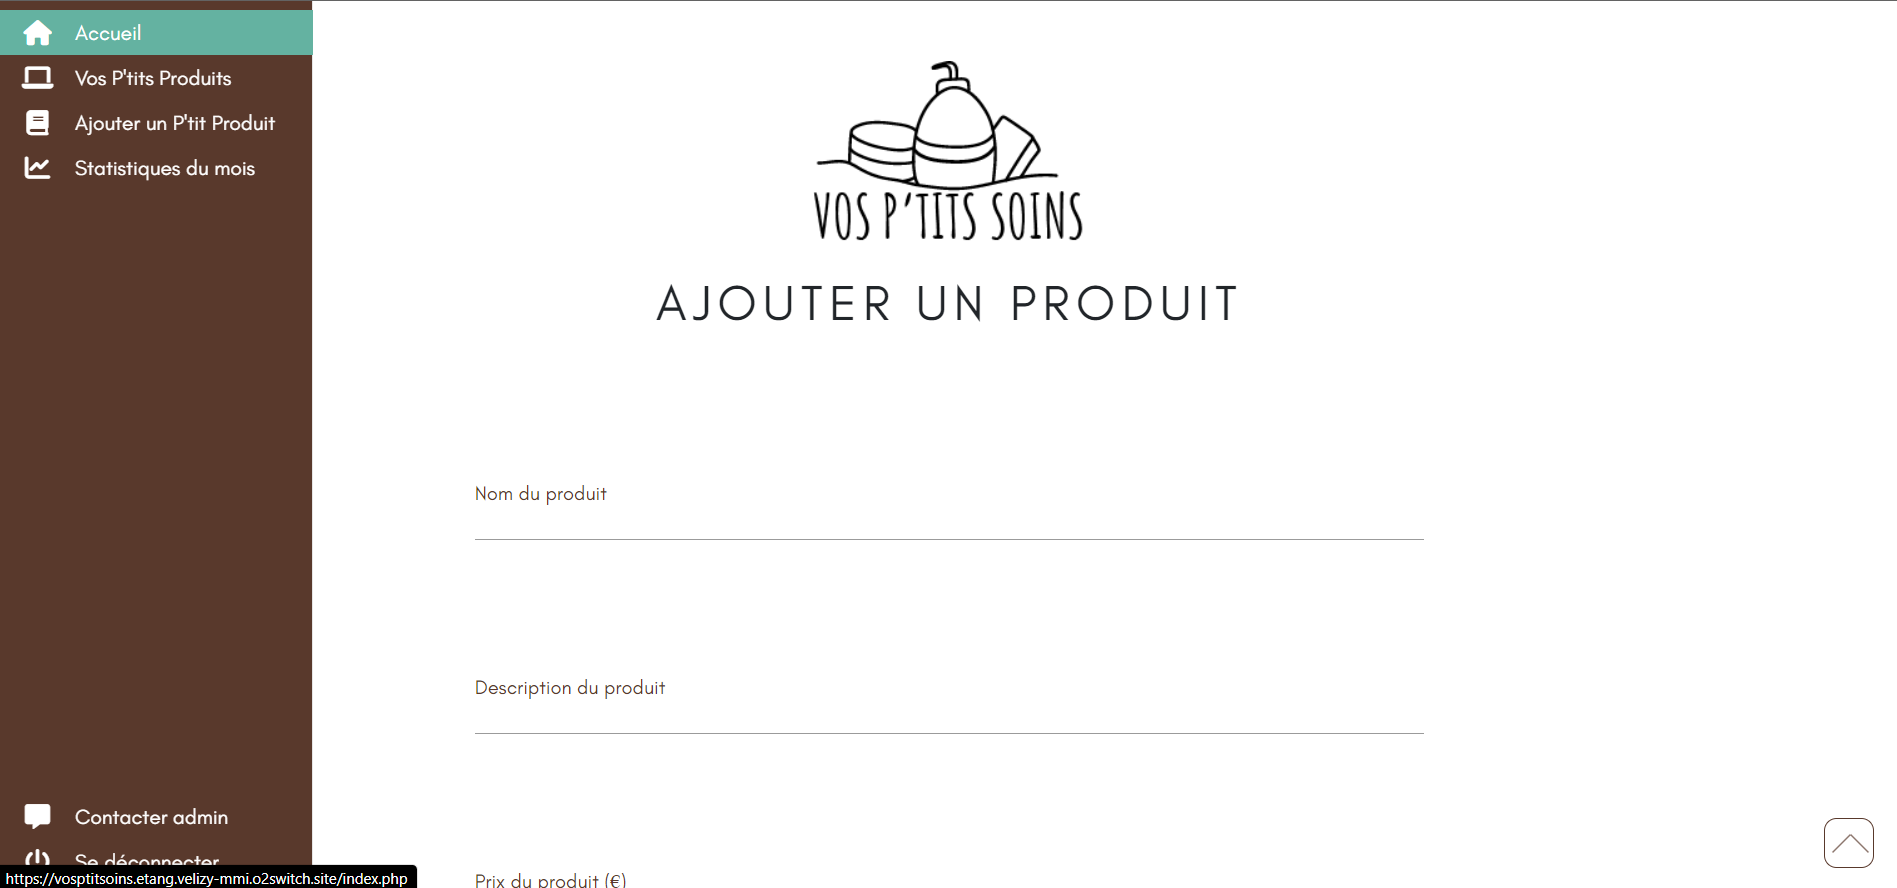 Accueil
Vos P'tits Produits
Ajouter un P'tit Produit
Statistiques du mois
VOS P'TITS SOINS
AJOUTER UN PRODUIT
Nom du produit
Description du produit
Prix du produit (€)
Contacter admin
Se déconnecter
https://vosptitsoins.etang.velizy-mmi.o2switch.site/index.php